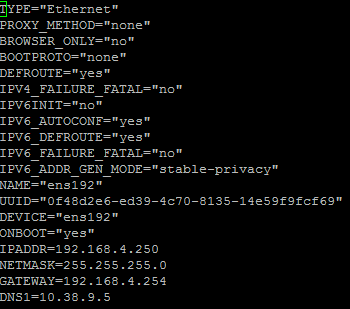 TYPE="Ethernet"
PROXY_METHOD="none"
BROWSER_ONLY="no"
BOOTPROTO="none"
DEFROUTE="yes"
IPV4_FAILURE_FATAL="no"
IPV6INIT="no"
IPV6_AUTOCONF="yes"
IPV6_DEFROUTE="yes"
IPV6_FAILURE_FATAL="no"
IPV6_ADDR_GEN_MODE="stable-privacy"
NAME="ens192"
UUID="0f48d2e6-ed39-4c70-8135-14e59f9fcf69"
DEVICE="ens192"
ONBOOT="yes"
IPADDR=192.168.4.250
NETMASK=255.255.255.0
GATEWAY=192.168.4.254
DNS1=10.38.9.5